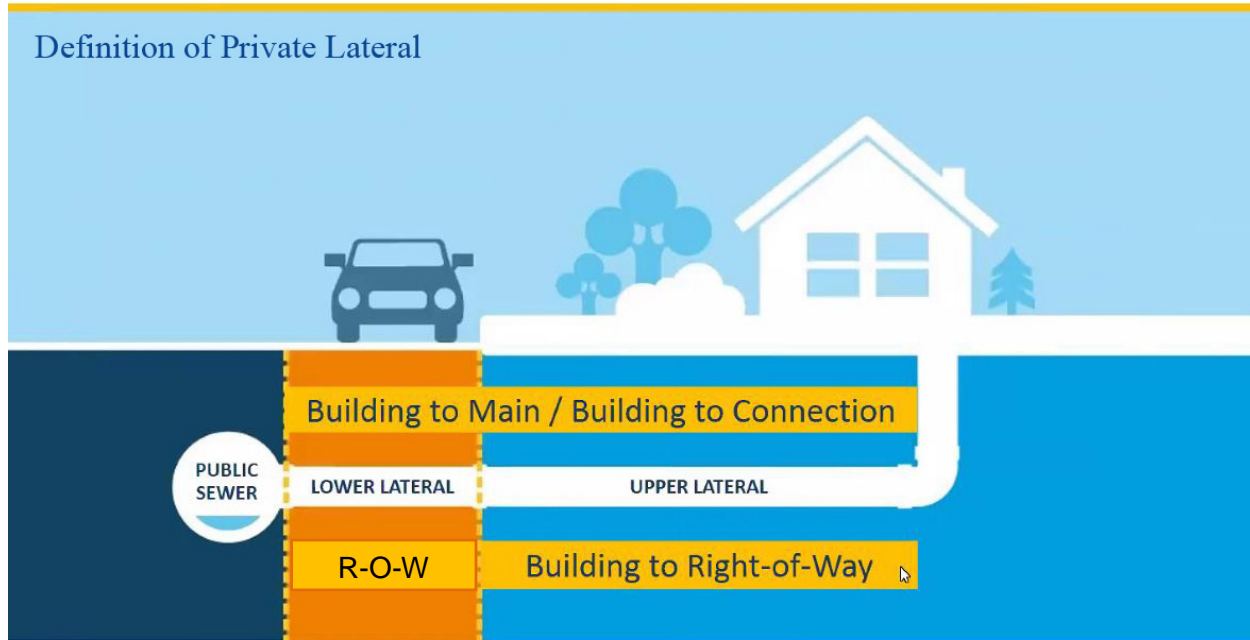 Definition of Private Lateral
Building to Main / Building to Connection
PUBLIC
SEWER
LOWER LATERAL
UPPER LATERAL
R-O-W
Building to Right-of-Way